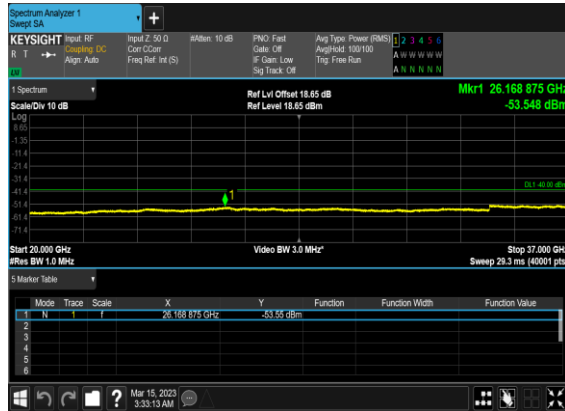 Spectrum Analyzer 1
Swept SA
+
KEYSIGHT Input: RF Input Z: 50 Ω #Atten: 10 dB PNO: Fast Avg Type: Power (RMS) 1 2 3 4 5 6
R T Coupling: DC Corr CCorr Gate: Off Avg|Hold: 100/100 A W W W W W
Align: Auto Freq Ref: Int (S) IF Gain: Low Trig: Free Run
LXI Sig Track: Off A N N N N N
1 Spectrum Ref Lvl Offset 18.65 dB Mkr1 26.168 875 GHz
Scale/Div 10 dB Ref Level 18.65 dBm -53.548 dBm
Log
8.65
-1.35
-11.4
-21.4
-31.4
DL1 -40.00 dBm
-41.4
1
-51.4
-61.4
-71.4
Start 20.000 GHz Video BW 3.0 MHz* Stop 37.000 GHz
#Res BW 1.0 MHz Sweep 29.3 ms (40001 pts)
5 Marker Table
Mode Trace Scale X Y Function Function Width Function Value
1 N 1 f 26.168 875 GHz -53.55 dBm
2
3
4
5
6
? Mar 15, 2023
3:33:13 AM